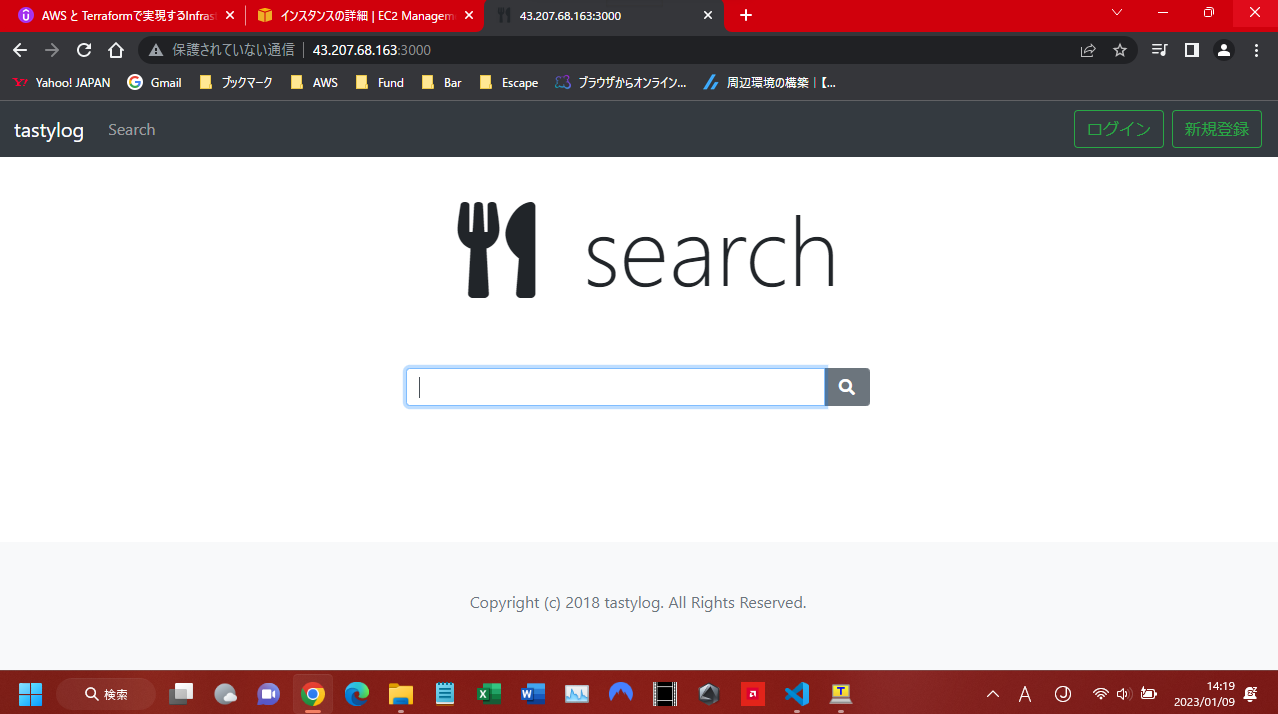 AWS と Terraformで実現するInfras
インスタンスの詳細 | EC2 Managem
43.207.68.163:3000
保護されていない通信 43.207.68.163:3000
Yahoo! JAPAN Gmail ブックマーク AWS Fund Bar Escape ブラウザからオンライン... 周辺環境の構築 | 【...
tastylog Search ログイン 新規登録
search
Copyright (c) 2018 tastylog. All Rights Reserved.
検索
A
14:19
2023/01/09